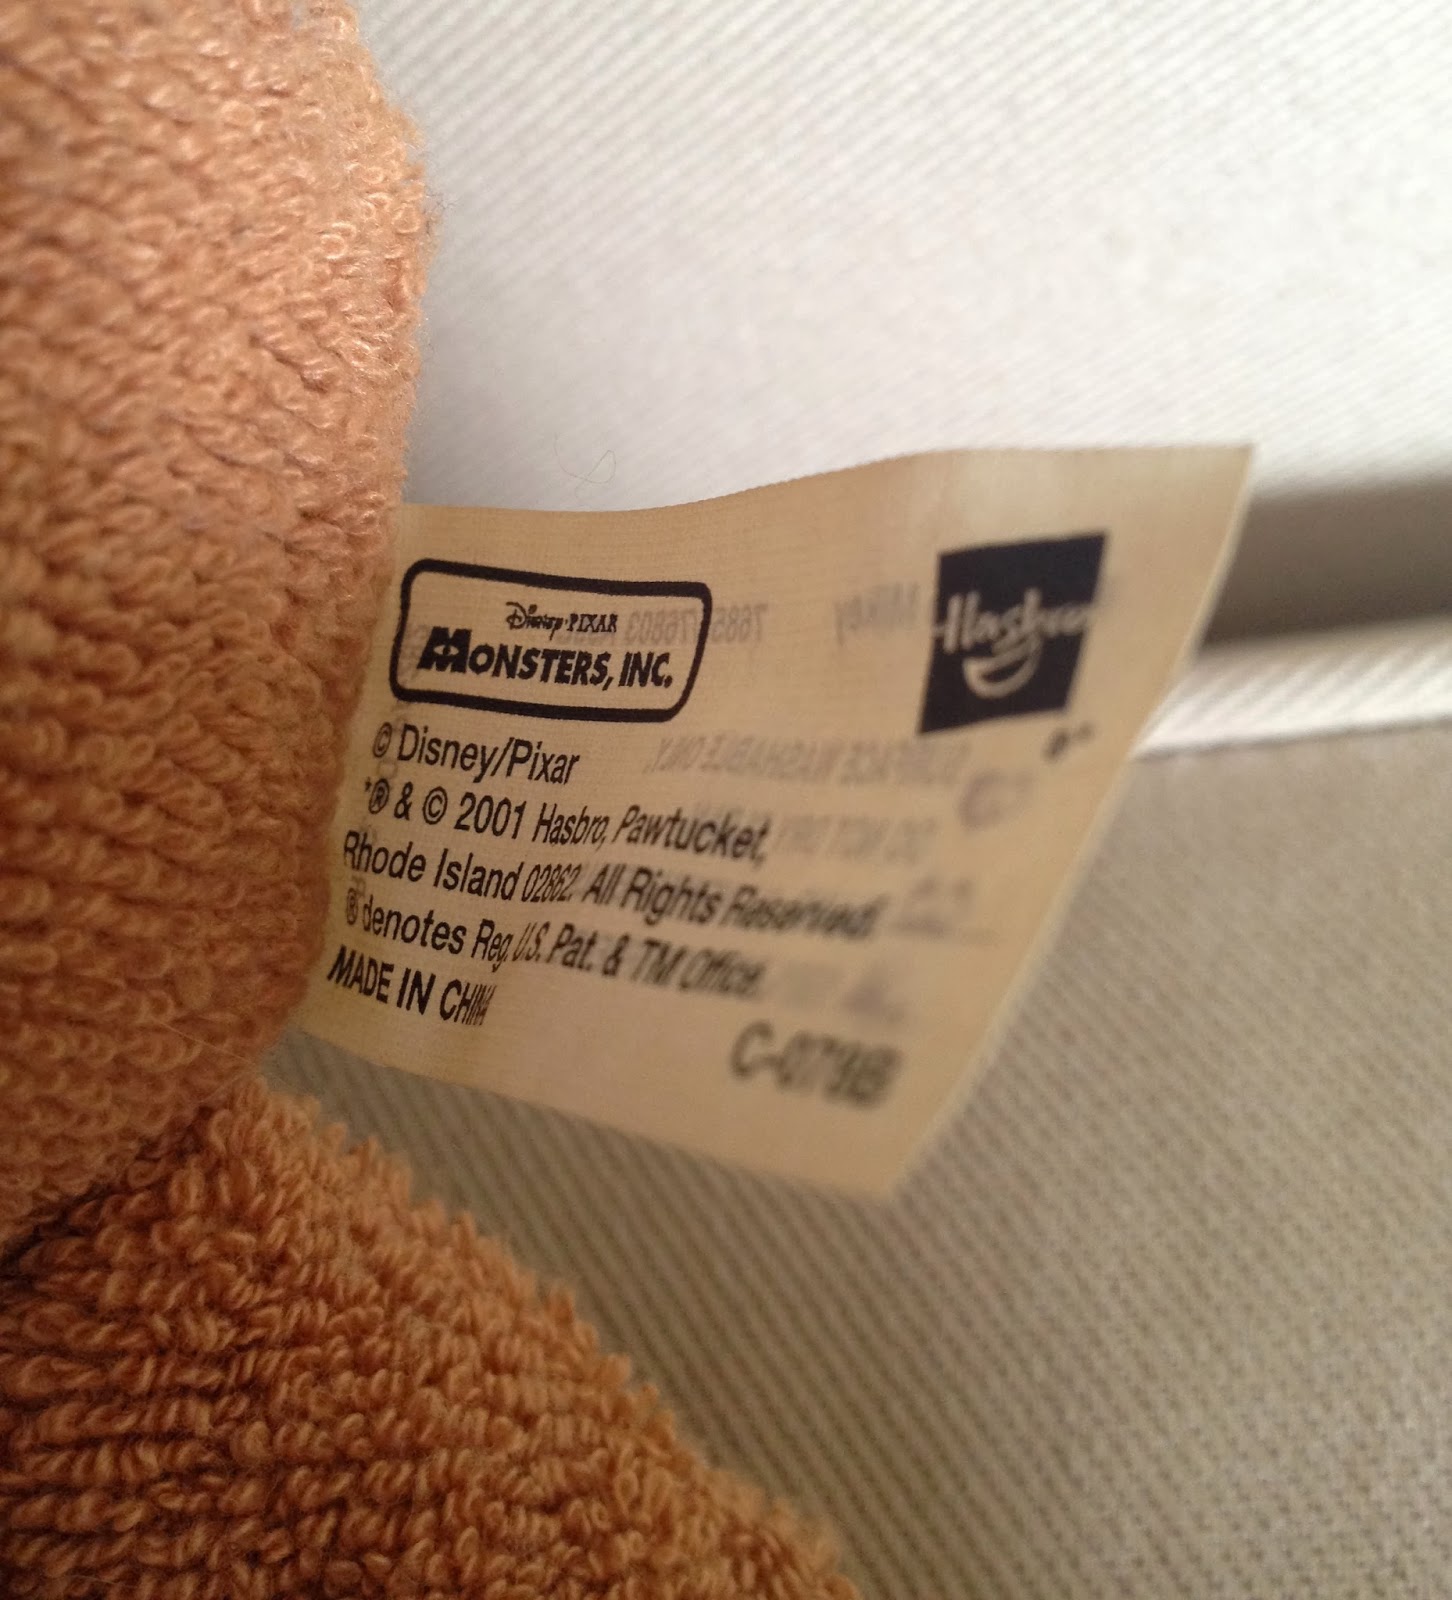 Disney·PIXAR
MONSTERS, INC.
Hasbro
®
© Disney/Pixar
*® & © 2001 Hasbro, Pawtucket,
Rhode Island 02862. All Rights Reserved.
® denotes Reg. U.S. Pat. & TM Office.
MADE IN CHINA